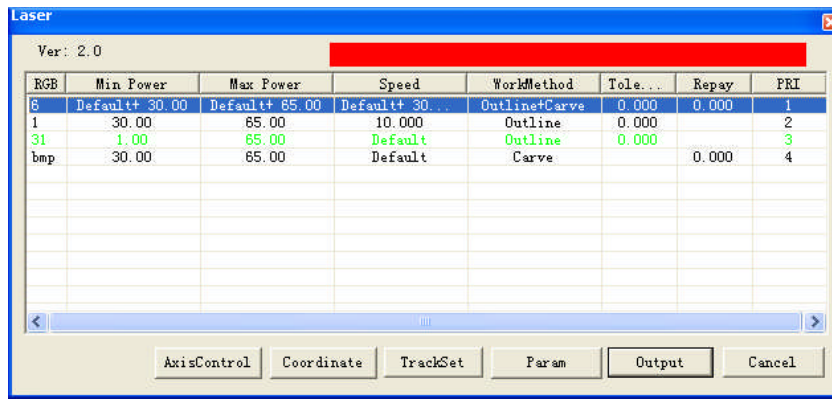 Laser
Ver: 2.0
RGB Min Power Max Power Speed WorkMethod Tole... Repay PRI
6 Default+ 30.00 Default+ 65.00 Default+ 30... Outline+Carve 0.000 0.000 1
1 30.00 65.00 10.000 Outline 0.000 2
31 1.00 65.00 Default Outline 0.000 3
bmp 30.00 65.00 Default Carve 0.000 4
AxisControl Coordinate TrackSet Param Output Cancel